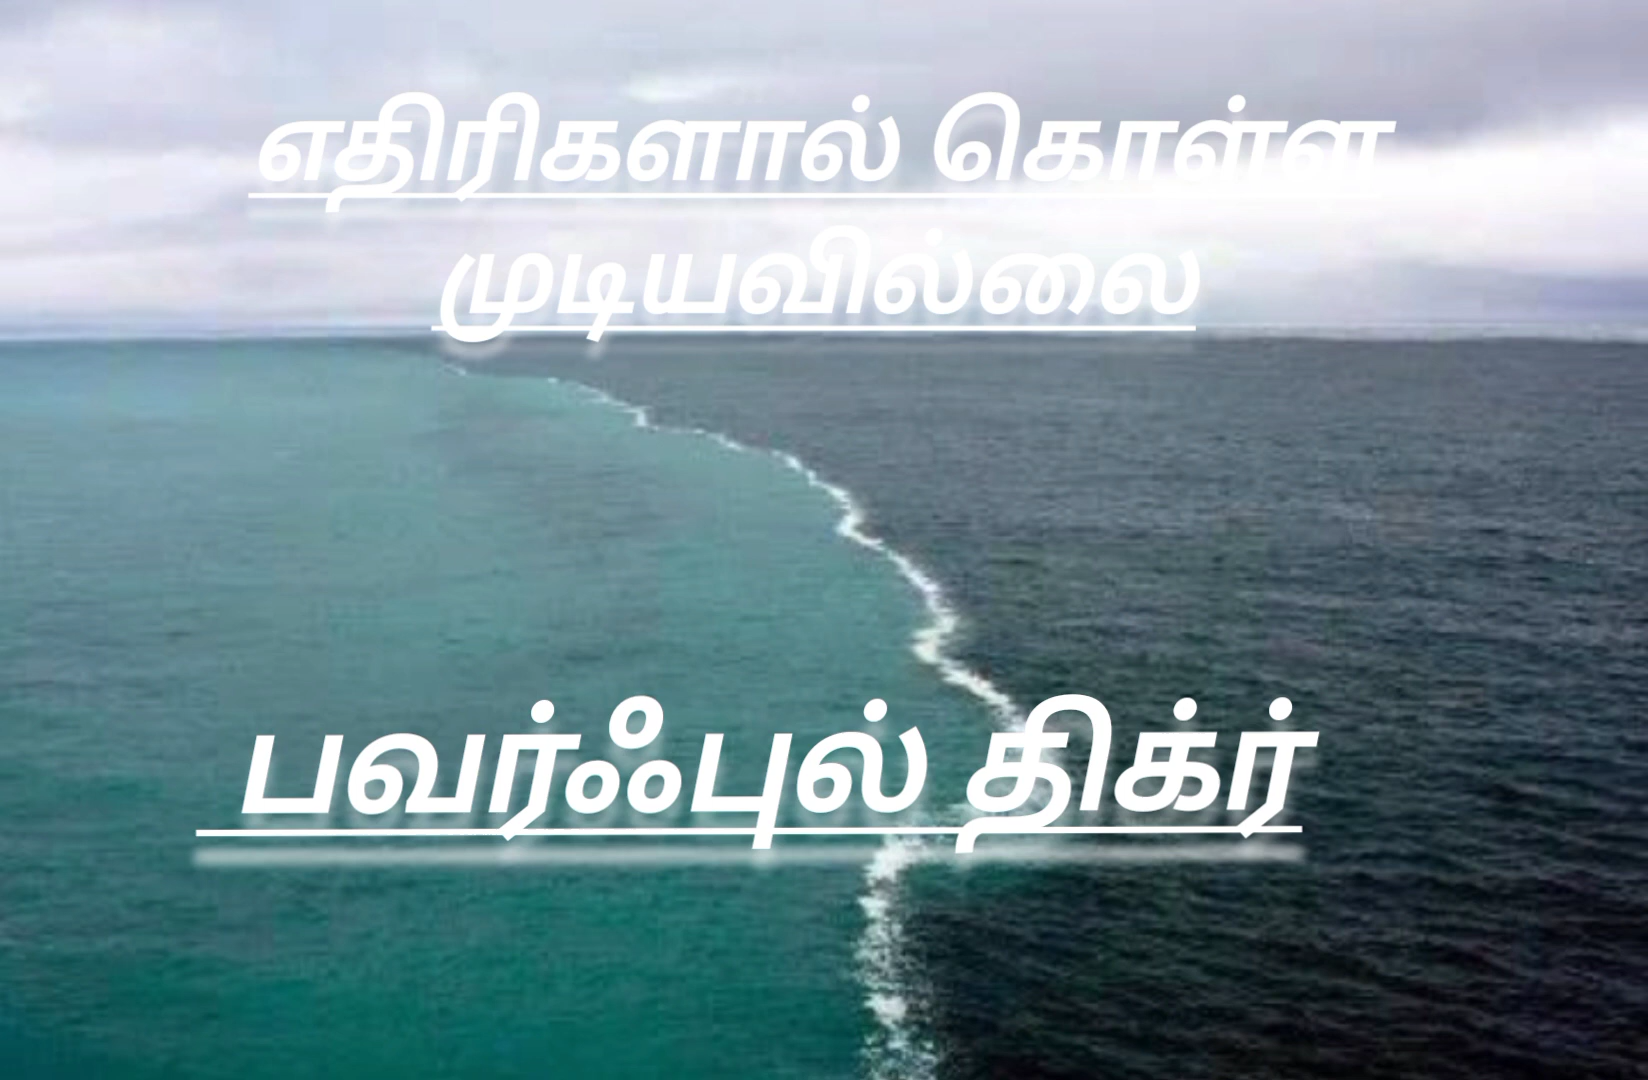 எதிரிகளால் கொள்ள
முடியவில்லை
பவர்ஃபுல் திக்ர்